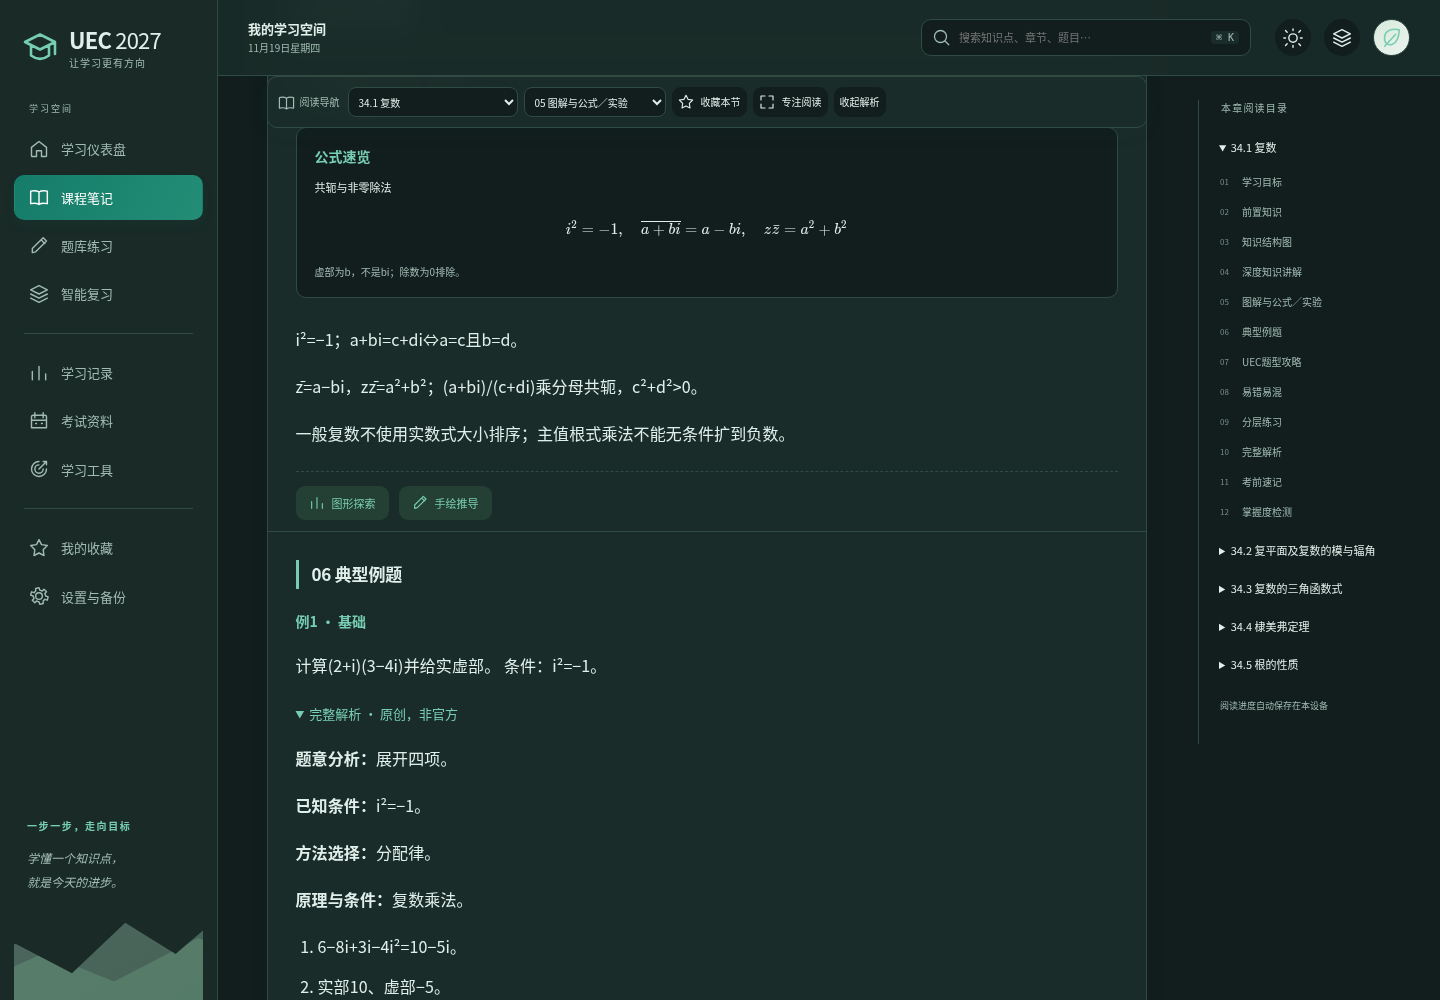 UEC 2027
让学习更有方向
学习空间
学习仪表盘
课程笔记
题库练习
智能复习
学习记录
考试资料
学习工具
我的收藏
设置与备份
一步一步，走向目标
学懂一个知识点，
就是今天的进步。
我的学习空间
11月19日星期四
搜索知识点、章节、题目…
⌘ K
阅读导航
34.1 复数
05 图解与公式／实验
收藏本节
专注阅读
收起解析
公式速览
共轭与非零除法
i² = −1, a + bi̅ = a − bi, zz̄ = a² + b²
虚部为b，不是bi；除数为0排除。
i²=−1；a+bi=c+di⇔a=c且b=d。
z̄=a−bi，zz̄=a²+b²；(a+bi)/(c+di)乘分母共轭，c²+d²>0。
一般复数不使用实数式大小排序；主值根式乘法不能无条件扩到负数。
图形探索
手绘推导
06 典型例题
例1 · 基础
计算(2+i)(3−4i)并给实虚部。 条件：i²=−1。
▼ 完整解析 · 原创，非官方
题意分析：展开四项。
已知条件：i²=−1。
方法选择：分配律。
原理与条件：复数乘法。
1. 6−8i+3i−4i²=10−5i。
2. 实部10、虚部−5。
本章阅读目录
▼ 34.1 复数
01 学习目标
02 前置知识
03 知识结构图
04 深度知识讲解
05 图解与公式／实验
06 典型例题
07 UEC题型攻略
08 易错易混
09 分层练习
10 完整解析
11 考前速记
12 掌握度检测
▶ 34.2 复平面及复数的模与辐角
▶ 34.3 复数的三角函数式
▶ 34.4 棣美弗定理
▶ 34.5 根的性质
阅读进度自动保存在本设备